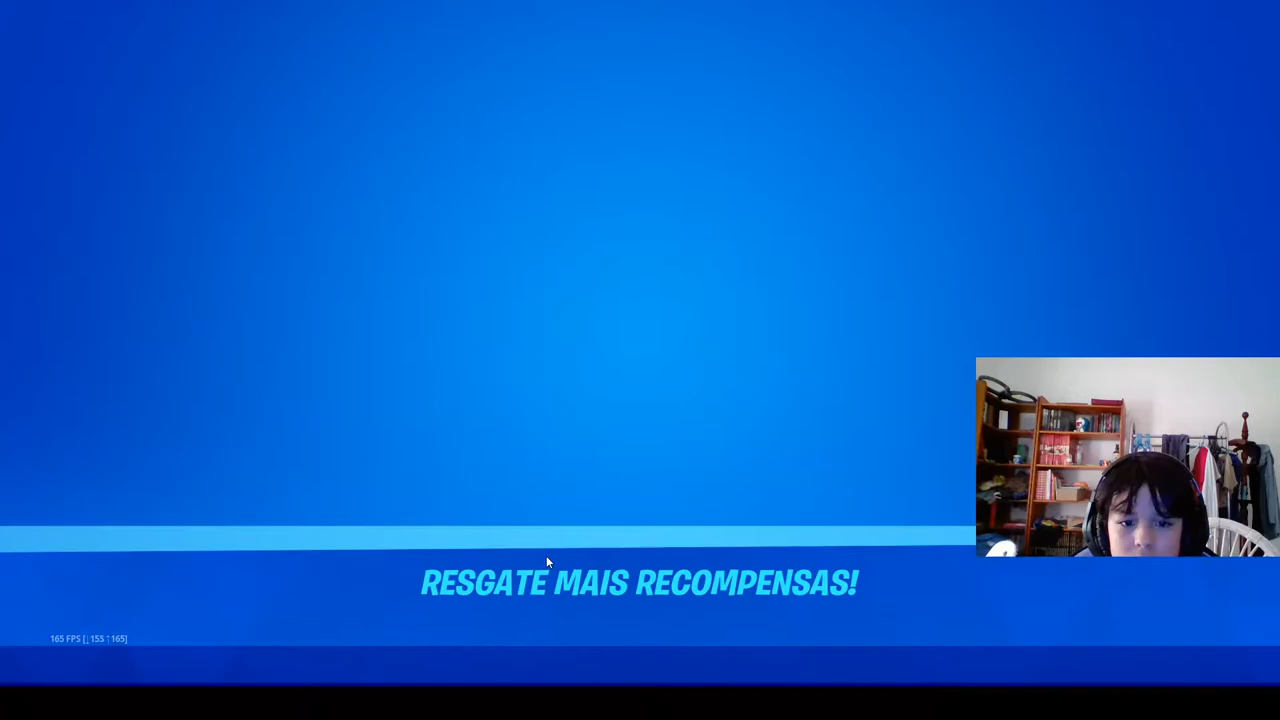 RESGATE MAIS RECOMPENSAS!
165 FPS [↓155 ↑165]